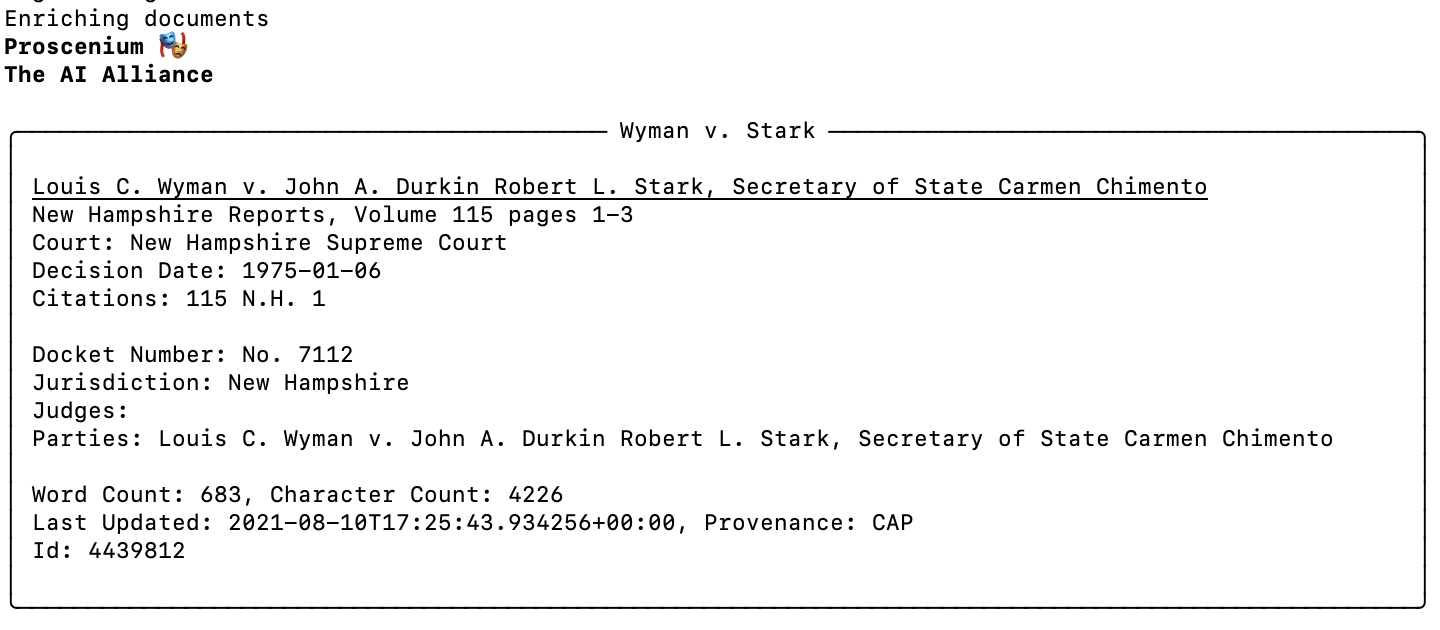 Enriching documents
Proscenium 🎭
The AI Alliance
Wyman v. Stark
Louis C. Wyman v. John A. Durkin Robert L. Stark, Secretary of State Carmen Chimento
New Hampshire Reports, Volume 115 pages 1–3
Court: New Hampshire Supreme Court
Decision Date: 1975-01-06
Citations: 115 N.H. 1
Docket Number: No. 7112
Jurisdiction: New Hampshire
Judges:
Parties: Louis C. Wyman v. John A. Durkin Robert L. Stark, Secretary of State Carmen Chimento
Word Count: 683, Character Count: 4226
Last Updated: 2021-08-10T17:25:43.934256+00:00, Provenance: CAP
Id: 4439812